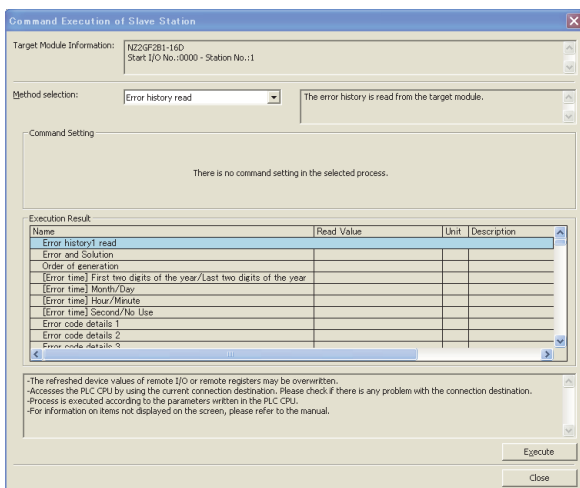 Command Execution of Slave Station
Target Module Information:
NZ2GF2B1-16D
Start I/O No.:0000 - Station No.:1
Method selection:
Error history read
The error history is read from the target module.
Command Setting
There is no command setting in the selected process.
Execution Result
Name Read Value Unit Description
Error history1 read
Error and Solution
Order of generation
[Error time] First two digits of the year/Last two digits of the year
[Error time] Month/Day
[Error time] Hour/Minute
[Error time] Second/No Use
Error code details 1
Error code details 2
Error code details 3
-The refreshed device values of remote I/O or remote registers may be overwritten.
-Accesses the PLC CPU by using the current connection destination. Please check if there is any problem with the connection destination.
-Process is executed according to the parameters written in the PLC CPU.
-For information on items not displayed on the screen, please refer to the manual.
Execute
Close